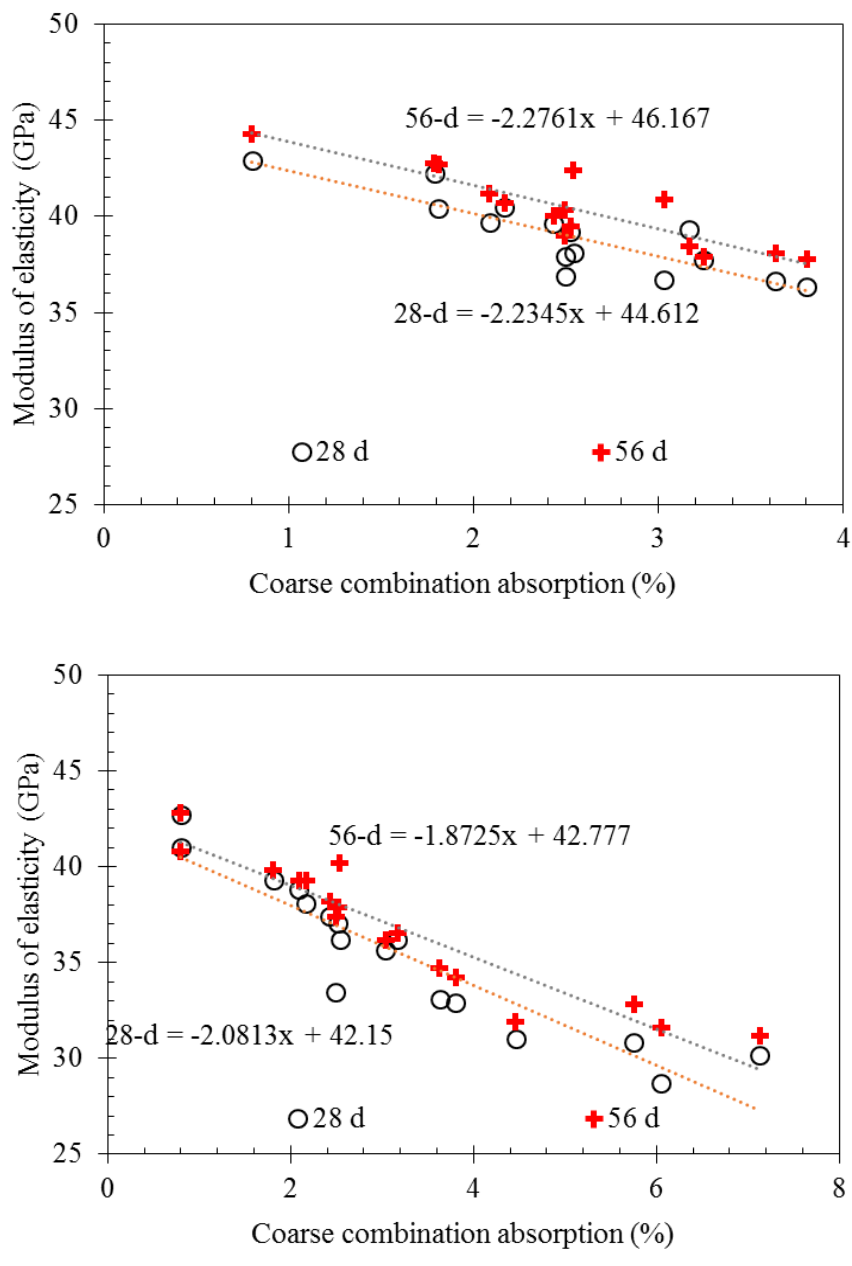 50
45
40
35
30
25
Modulus of elasticity (GPa)
56-d = -2.2761x + 46.167
28-d = -2.2345x + 44.612
28 d
56 d
0 1 2 3 4
Coarse combination absorption (%)
50
45
40
35
30
25
Modulus of elasticity (GPa)
56-d = -1.8725x + 42.777
28-d = -2.0813x + 42.15
28 d
56 d
0 2 4 6 8
Coarse combination absorption (%)